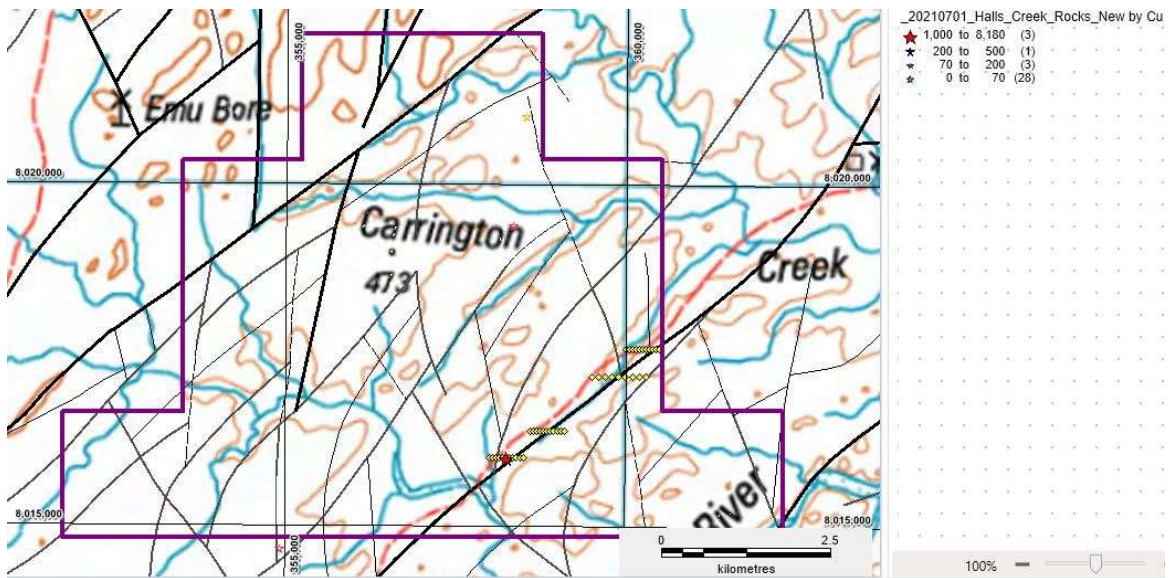 _20210701_Halls_Creek_Rocks_New by Cu
1,000 to 8,180 (3)
200 to 500 (1)
70 to 200 (3)
0 to 70 (28)
355,000
360,000
Emu Bore
8,020,000
8,020,000
Carrington
473
Creek
River
8,015,000
8,015,000
355,000
0 2.5
kilometres
100%